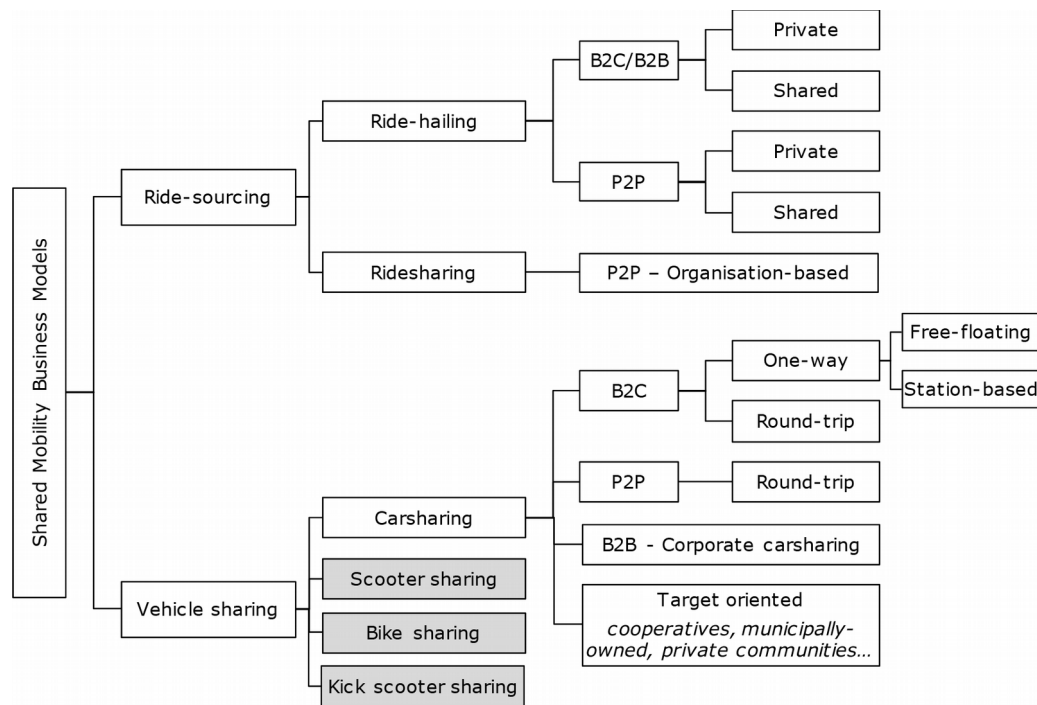 Shared Mobility Business Models
Ride-sourcing
Ride-hailing
B2C/B2B
Private
Shared
P2P
Private
Shared
Ridesharing
P2P – Organisation-based
Vehicle sharing
Carsharing
B2C
One-way
Free-floating
Station-based
Round-trip
P2P
Round-trip
B2B - Corporate carsharing
Target oriented
cooperatives, municipally-
owned, private communities...
Scooter sharing
Bike sharing
Kick scooter sharing